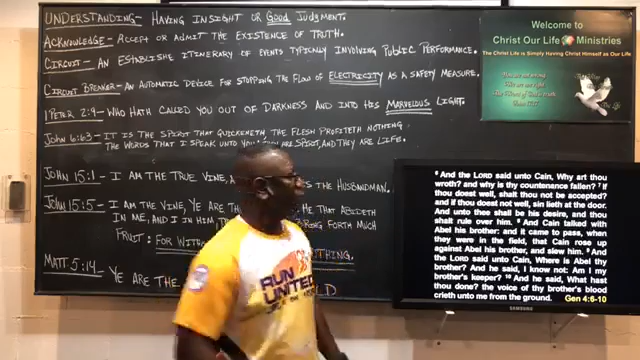 Understanding- Having Insight or Good Judgment.
Acknowledge- Accept or Admit the Existence of Truth.
Circuit- An Establishe Itinerary of Events Typically Involving Public Performance.
Circuit Breaker- An Automatic Device for Stopping the Flow of Electricity as a Safety Measure.
1 Peter 2:9- Who Hath Called You Out of Darkness and Into His Marvelous Light.
John 6:63- It is the Spirit that Quickeneth the Flesh Profiteth Nothing
The Words that I Speak Unto You They Are Spirit, and They Are Life.
John 15:1- I Am the True Vine, the Husbandman.
John 15:5- I Am the Vine, Ye Are the He That Abideth
in Me, and I in Him, Forth Much
Fruit: For With Nothing.
Matt 5:14- Ye Are the
Welcome to
Christ Our Life Ministries
The Christ Life is Simply Having Christ Himself as Our Life
6 And the LORD said unto Cain, Why art thou
wroth? and why is thy countenance fallen? 7 If
thou doest well, shalt thou not be accepted?
and if thou doest not well, sin lieth at the door.
And unto thee shall be his desire, and thou
shalt rule over him. 8 And Cain talked with
Abel his brother: and it came to pass, when
they were in the field, that Cain rose up
against Abel his brother, and slew him. 9 And
the LORD said unto Cain, Where is Abel thy
brother? And he said, I know not: Am I my
brother's keeper? 10 And he said, What hast
thou done? the voice of thy brother's blood
crieth unto me from the ground. Gen 4:6-10
SAMSUNG
RUN
UNITED